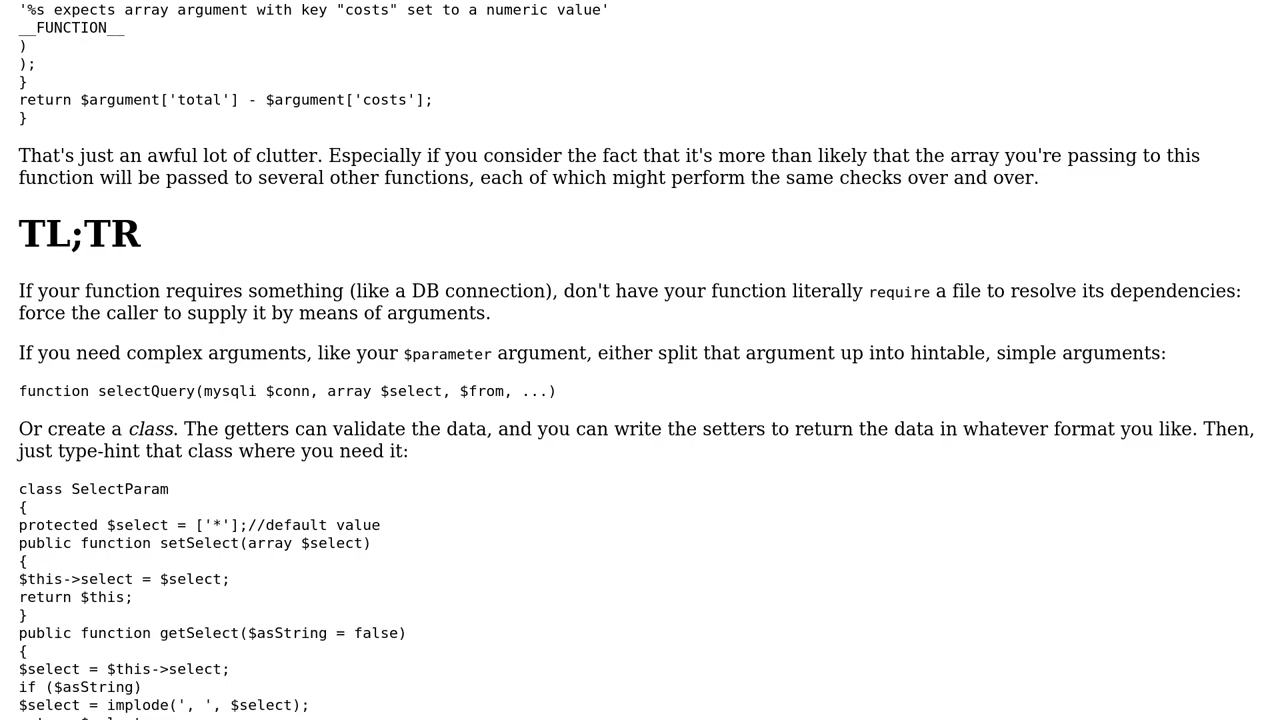 '%s expects array argument with key "costs" set to a numeric value'
__FUNCTION__
)
);
}
return $argument['total'] - $argument['costs'];
}
That's just an awful lot of clutter. Especially if you consider the fact that it's more than likely that the array you're passing to this
function will be passed to several other functions, each of which might perform the same checks over and over.
TL;TR
If your function requires something (like a DB connection), don't have your function literally require a file to resolve its dependencies:
force the caller to supply it by means of arguments.
If you need complex arguments, like your $parameter argument, either split that argument up into hintable, simple arguments:
function selectQuery(mysqli $conn, array $select, $from, ...)
Or create a class. The getters can validate the data, and you can write the setters to return the data in whatever format you like. Then,
just type-hint that class where you need it:
class SelectParam
{
protected $select = ['*'];//default value
public function setSelect(array $select)
{
$this->select = $select;
return $this;
}
public function getSelect($asString = false)
{
$select = $this->select;
if ($asString)
$select = implode(', ', $select);